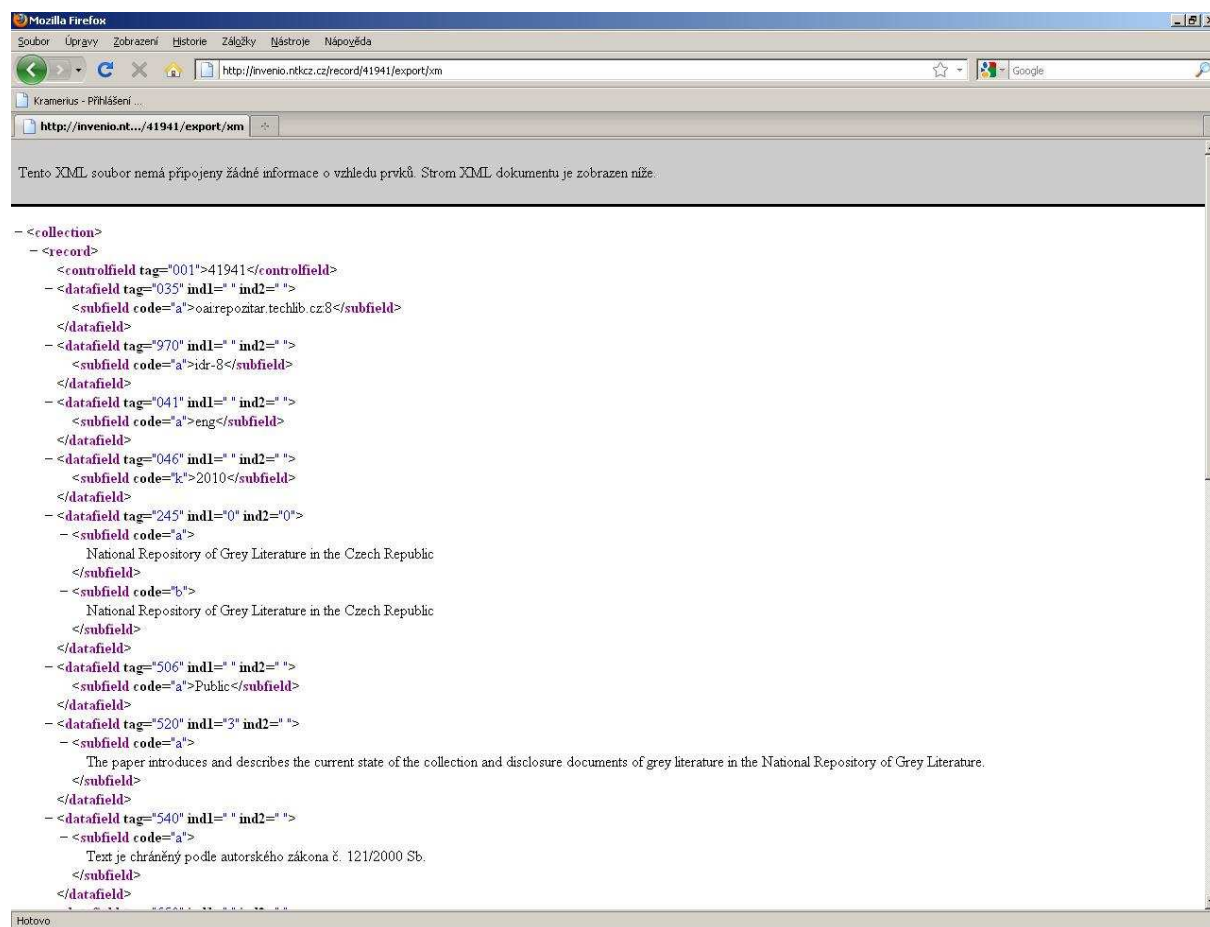 Mozilla Firefox
Soubor Úpravy Zobrazení Historie Záložky Nástroje Nápověda
http://invenio.ntkcz.cz/record/41941/export/xm
Google
Kramerius - Přihlášení ...
http://invenio.nt.../41941/export/xm
Tento XML soubor nemá připojeny žádné informace o vzhledu prvků. Strom XML dokumentu je zobrazen níže.
− <collection>
− <record>
<controlfield tag="001">41941</controlfield>
− <datafield tag="035" ind1=" " ind2=" ">
<subfield code="a">oai:repozitar.techlib.cz:8</subfield>
</datafield>
− <datafield tag="970" ind1=" " ind2=" ">
<subfield code="a">idr-8</subfield>
</datafield>
− <datafield tag="041" ind1=" " ind2=" ">
<subfield code="a">eng</subfield>
</datafield>
− <datafield tag="046" ind1=" " ind2=" ">
<subfield code="k">2010</subfield>
</datafield>
− <datafield tag="245" ind1="0" ind2="0">
− <subfield code="a">
National Repository of Grey Literature in the Czech Republic
</subfield>
− <subfield code="b">
National Repository of Grey Literature in the Czech Republic
</subfield>
</datafield>
− <datafield tag="506" ind1=" " ind2=" ">
<subfield code="a">Public</subfield>
</datafield>
− <datafield tag="520" ind1="3" ind2=" ">
− <subfield code="a">
The paper introduces and describes the current state of the collection and disclosure documents of grey literature in the National Repository of Grey Literature.
</subfield>
</datafield>
− <datafield tag="540" ind1=" " ind2=" ">
− <subfield code="a">
Text je chráněný podle autorského zákona č. 121/2000 Sb.
</subfield>
</datafield>
Hotovo